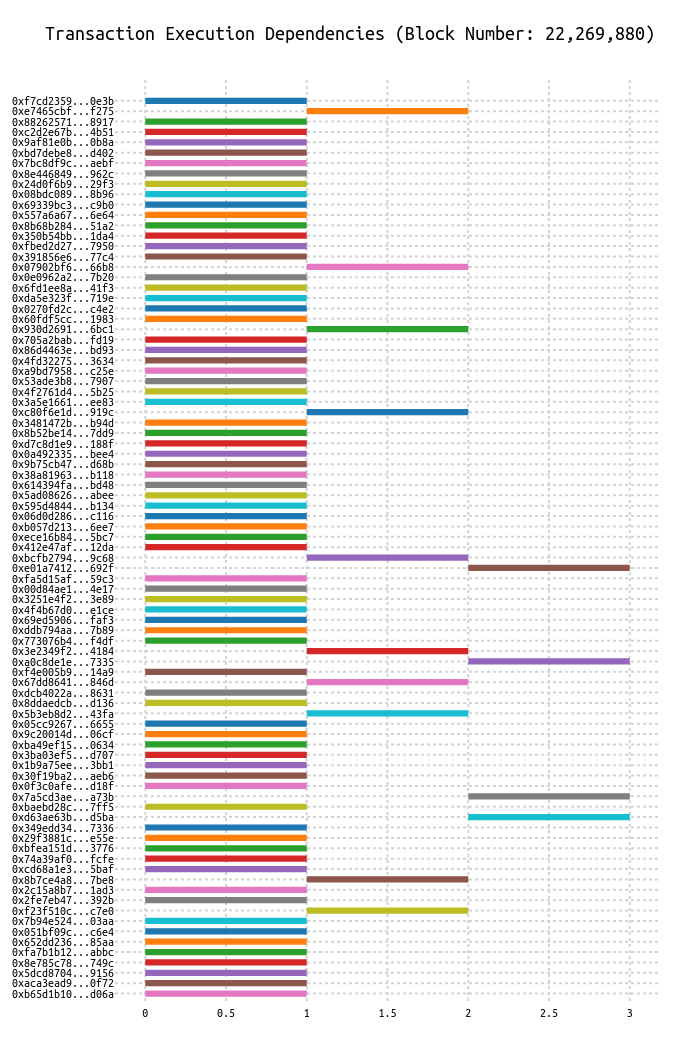 Transaction Execution Dependencies (Block Number: 22,269,880)
0xf7cd2359...0e3b
0xe7465cbf...f275
0x88262571...8917
0xc2d2e67b...4b51
0x9af81e0b...0b8a
0xbd7debe8...d402
0x7bc8df9c...aebf
0x8e446849...962c
0x24d0f6b9...29f3
0x08bdc089...8b96
0x69339bc3...c9b0
0x557a6a67...6e64
0x8b68b284...51a2
0x350b54bb...1da4
0xfbed2d27...7950
0x391856e6...77c4
0x07902bf6...66b8
0x0e0962a2...7b20
0x6fd1ee8a...41f3
0xda5e323f...719e
0x0270fd2c...c4e2
0x60fdf5cc...1983
0x930d2691...6bc1
0x705a2bab...fd19
0x86d4463e...bd93
0x4fd32275...3634
0xa9bd7958...c25e
0x53ade3b8...7907
0x4f2761d4...5b25
0x3a5e1661...ee83
0xc80f6e1d...919c
0x3481472b...b94d
0x8b52be14...7dd9
0xd7c8d1e9...188f
0x0a492335...bee4
0x9b75cb47...d68b
0x38a81963...b118
0x614394fa...bd48
0x5ad08626...abee
0x595d4844...b134
0x06d0d286...c116
0xb057d213...6ee7
0xece16b84...5bc7
0x412e47af...12da
0xbcfb2794...9c68
0xe01a7412...692f
0xfa5d15af...59c3
0x00d84ae1...4e17
0x3251e4f2...3e89
0x4f4b67d0...e1ce
0x69ed5906...faf3
0xddb794aa...7b89
0x773076b4...f4df
0x3e2349f2...4184
0xa0c8de1e...7335
0xf4e005b9...14a9
0x67dd8641...846d
0xdcb4022a...8631
0x8ddaedcb...d136
0x5b3eb8d2...43fa
0x05cc9267...6655
0x9c20014d...06cf
0xba49ef15...0634
0x3ba03ef5...d707
0x1b9a75ee...3bb1
0x30f19ba2...aeb6
0x0f3c0afe...d18f
0x7a5cd3ae...a73b
0xbaebd28c...7ff5
0xd63ae63b...d5ba
0x349edd34...7336
0x29f3881c...e55e
0xbfea151d...3776
0x74a39af0...fcfe
0xcd68a1e3...5baf
0x8b7ce4a8...7be8
0x2c15a8b7...1ad3
0x2fe7eb47...392b
0xf23f510c...c7e0
0x7b94e524...03aa
0x051bf09c...c6e4
0x652dd236...85aa
0xfa7b1b12...abbc
0x8e785c78...749c
0x5dcd8704...9156
0xaca3ead9...0f72
0xb65d1b10...d06a
0 0.5 1 1.5 2 2.5 3